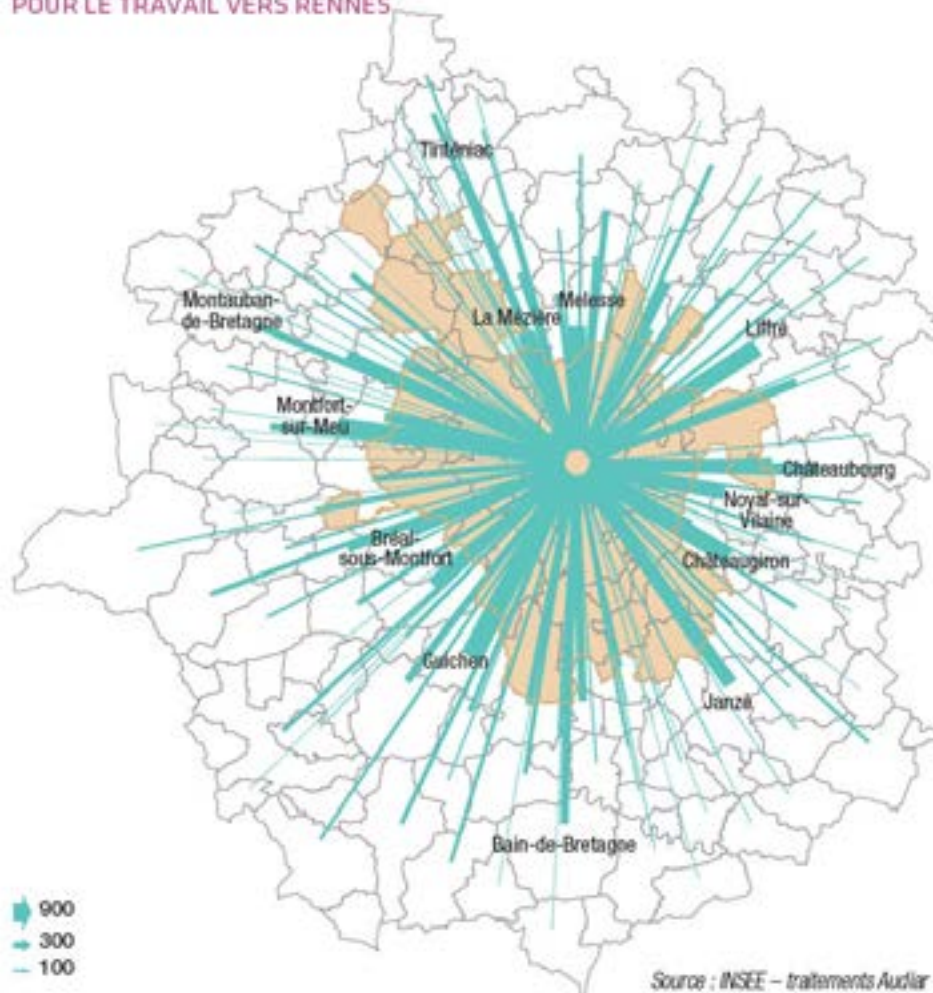 POUR LE TRAVAIL VERS RENNES
Tinténiac
Montauban-
de-Bretagne
La Mézière
Melesse
Liffré
Montfort-
sur-Meu
Châteaubourg
Noyal-sur-
Vilaine
Bréal-
sous-Montfort
Châteaugiron
Guichen
Janzé
Bain-de-Bretagne
900
300
100
Source : INSEE – traitements Audiar